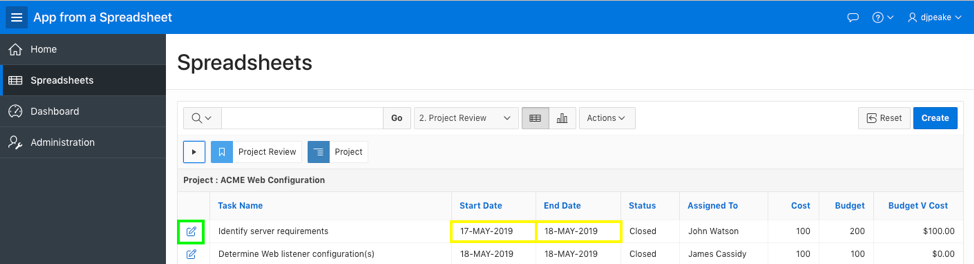 App from a Spreadsheet
djpeake
Home
Spreadsheets
Dashboard
Administration
Spreadsheets
Go
2. Project Review
Actions
Reset
Create
Project Review
Project
Project : ACME Web Configuration
Task Name Start Date End Date Status Assigned To Cost Budget Budget V Cost
Identify server requirements 17-MAY-2019 18-MAY-2019 Closed John Watson 100 200 $100.00
Determine Web listener configuration(s) 18-MAY-2019 18-MAY-2019 Closed James Cassidy 100 100 $0.00